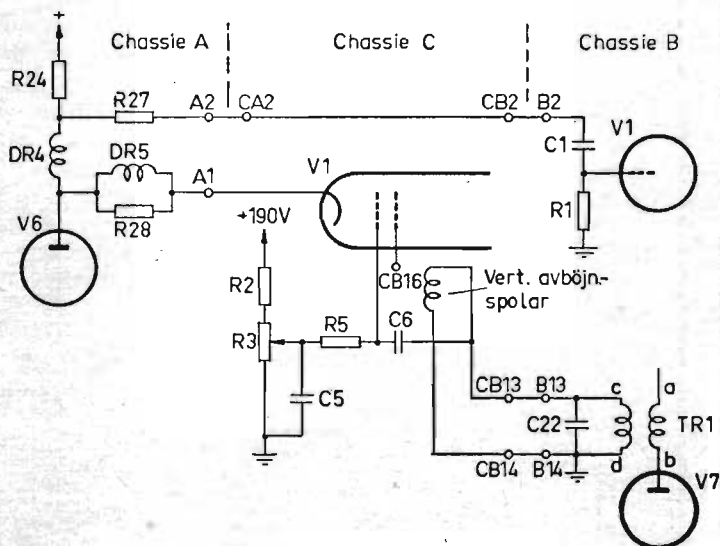 +
Chassie A
Chassie C
Chassie B
R24
R27
A2
CA2
CB2
B2
V1
C1
DR4
DR5
A1
V1
R1
V6
R28
+190V
R2
CB16
Vert. avböjn.-
spolar
R3
R5
C6
C5
CB13
B13
c
a
C22
TR1
CB14
B14
d
b
V7